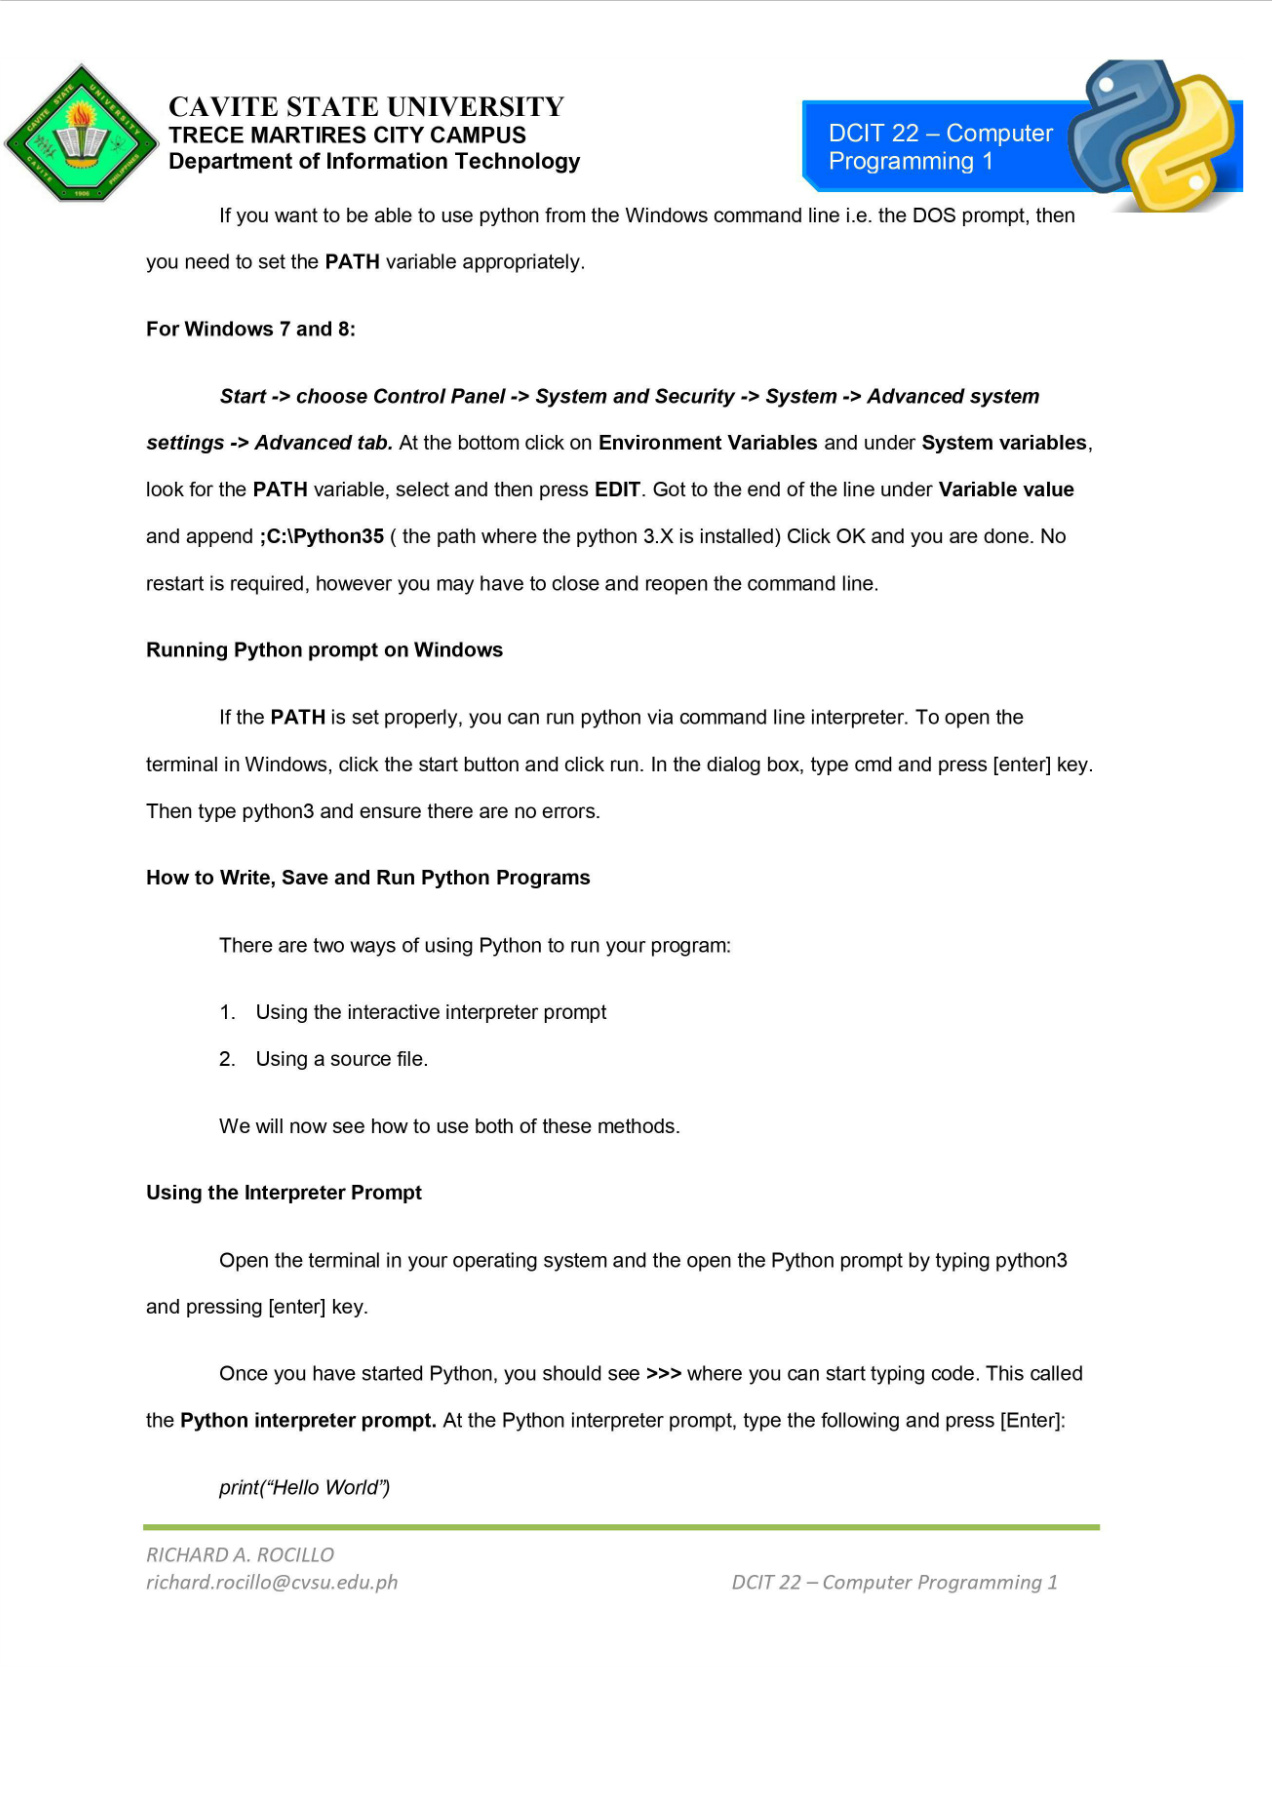 CAVITE STATE UNIVERSITY
TRECE MARTIRES CITY CAMPUS
Department of Information Technology
DCIT 22 – Computer
Programming 1
CAVITE STATE UNIVERSITY
CAVITE
PHILIPPINES
1906
If you want to be able to use python from the Windows command line i.e. the DOS prompt, then
you need to set the PATH variable appropriately.
For Windows 7 and 8:
Start -> choose Control Panel -> System and Security -> System -> Advanced system
settings -> Advanced tab. At the bottom click on Environment Variables and under System variables,
look for the PATH variable, select and then press EDIT. Got to the end of the line under Variable value
and append ;C:\Python35 ( the path where the python 3.X is installed) Click OK and you are done. No
restart is required, however you may have to close and reopen the command line.
Running Python prompt on Windows
If the PATH is set properly, you can run python via command line interpreter. To open the
terminal in Windows, click the start button and click run. In the dialog box, type cmd and press [enter] key.
Then type python3 and ensure there are no errors.
How to Write, Save and Run Python Programs
There are two ways of using Python to run your program:
1. Using the interactive interpreter prompt
2. Using a source file.
We will now see how to use both of these methods.
Using the Interpreter Prompt
Open the terminal in your operating system and the open the Python prompt by typing python3
and pressing [enter] key.
Once you have started Python, you should see >>> where you can start typing code. This called
the Python interpreter prompt. At the Python interpreter prompt, type the following and press [Enter]:
print(“Hello World”)
RICHARD A. ROCILLO
richard.rocillo@cvsu.edu.ph
DCIT 22 – Computer Programming 1